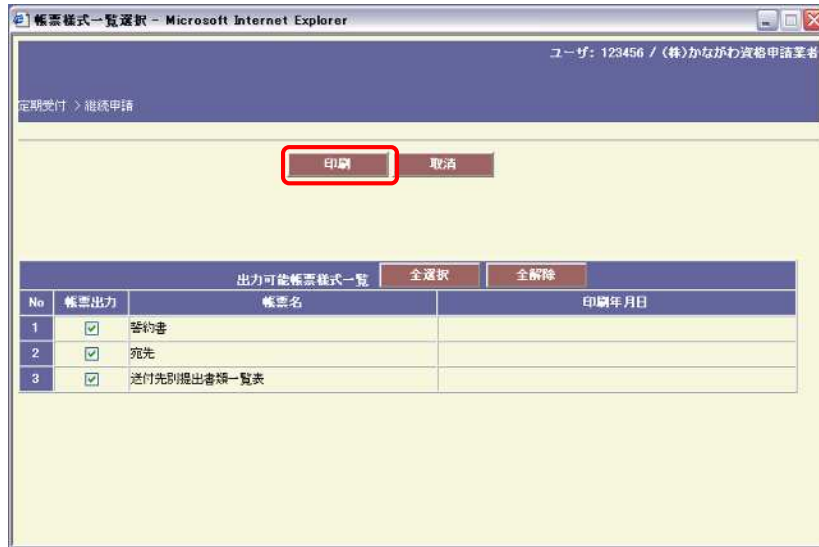 帳票様式一覧選択 - Microsoft Internet Explorer
ユーザ: 123456 / (株)かながわ資格申請業者
定期受付 > 継続申請
印刷 取消
出力可能帳票様式一覧 全選択 全解除
No 帳票出力 帳票名 印刷年月日
1 誓約書
2 宛先
3 送付先別提出書類一覧表